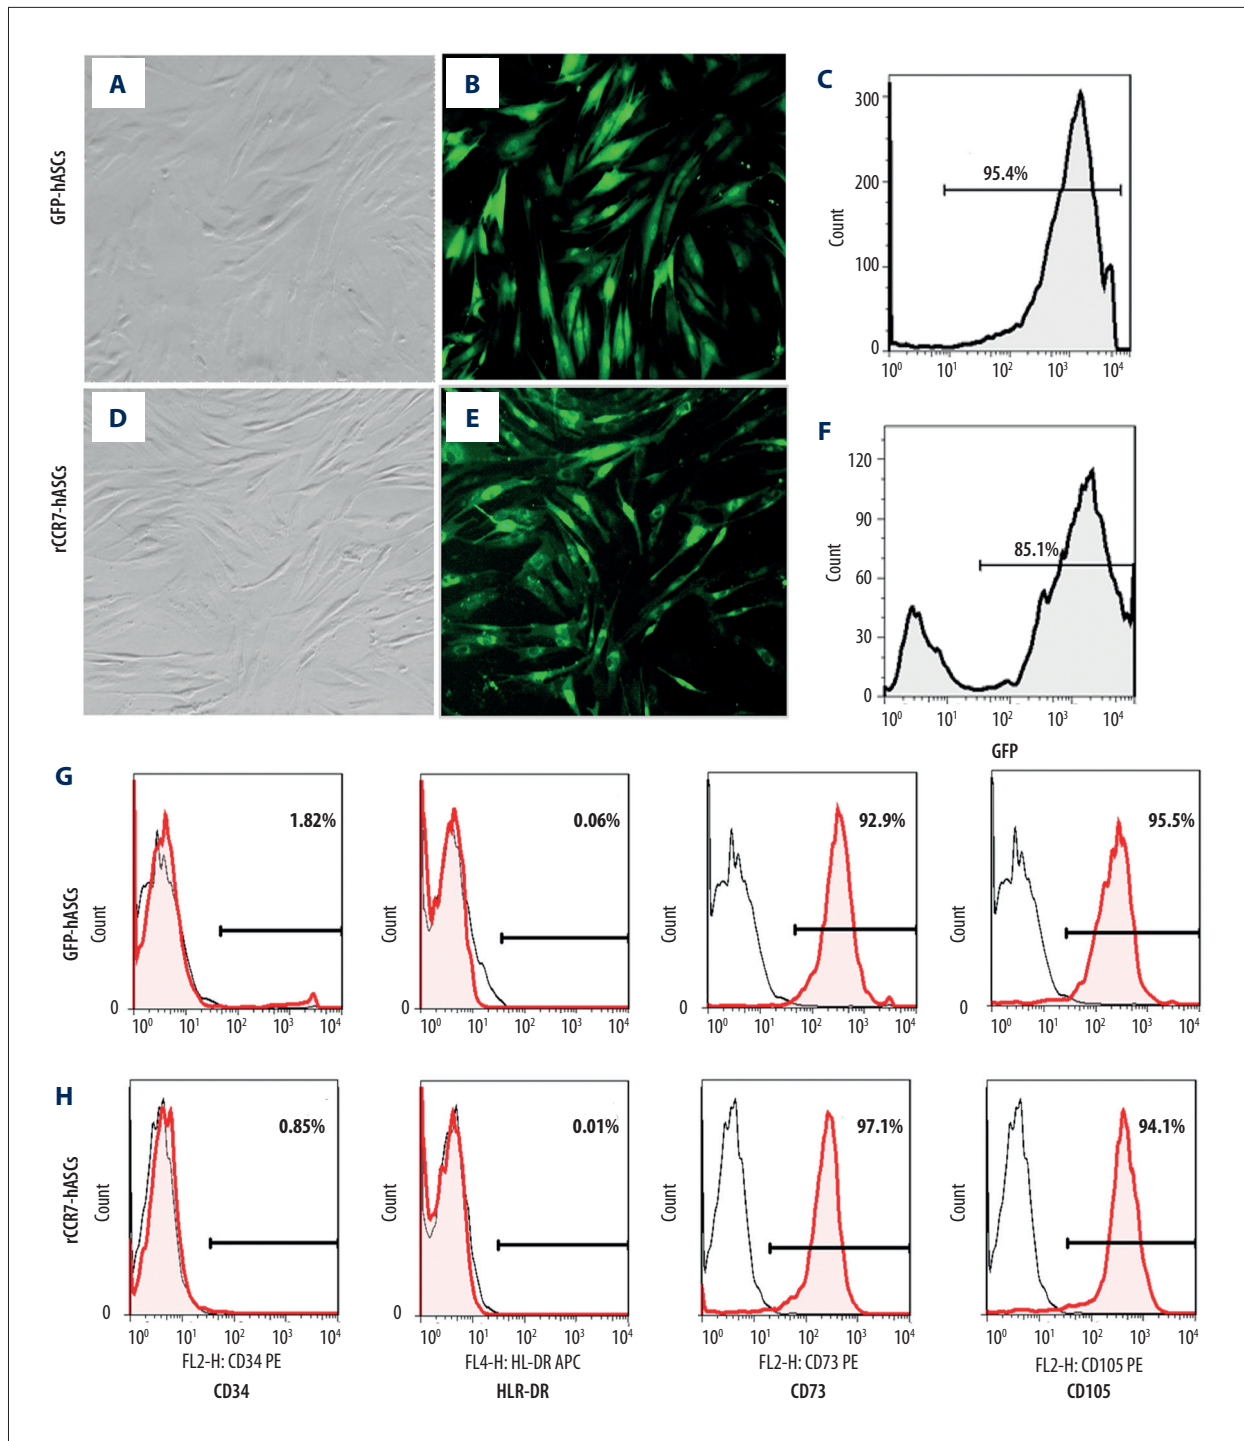 A
B
C
GFP-hASCs
300
200
100
0
Count
95.4%
10⁰ 10¹ 10² 10³ 10⁴
D
E
F
rCCR7-hASCs
120
90
60
30
0
Count
85.1%
10⁰ 10¹ 10² 10³ 10⁴
GFP
G
GFP-hASCs
Count
0
1.82%
10⁰ 10¹ 10² 10³ 10⁴
Count
0
0.06%
10⁰ 10¹ 10² 10³ 10⁴
Count
0
92.9%
10⁰ 10¹ 10² 10³ 10⁴
Count
0
95.5%
10⁰ 10¹ 10² 10³ 10⁴
H
rCCR7-hASCs
Count
0
0.85%
10⁰ 10¹ 10² 10³ 10⁴
FL2-H: CD34 PE
CD34
Count
0
0.01%
10⁰ 10¹ 10² 10³ 10⁴
FL4-H: HL-DR APC
HLR-DR
Count
0
97.1%
10⁰ 10¹ 10² 10³ 10⁴
FL2-H: CD73 PE
CD73
Count
0
94.1%
10⁰ 10¹ 10² 10³ 10⁴
FL2-H: CD105 PE
CD105